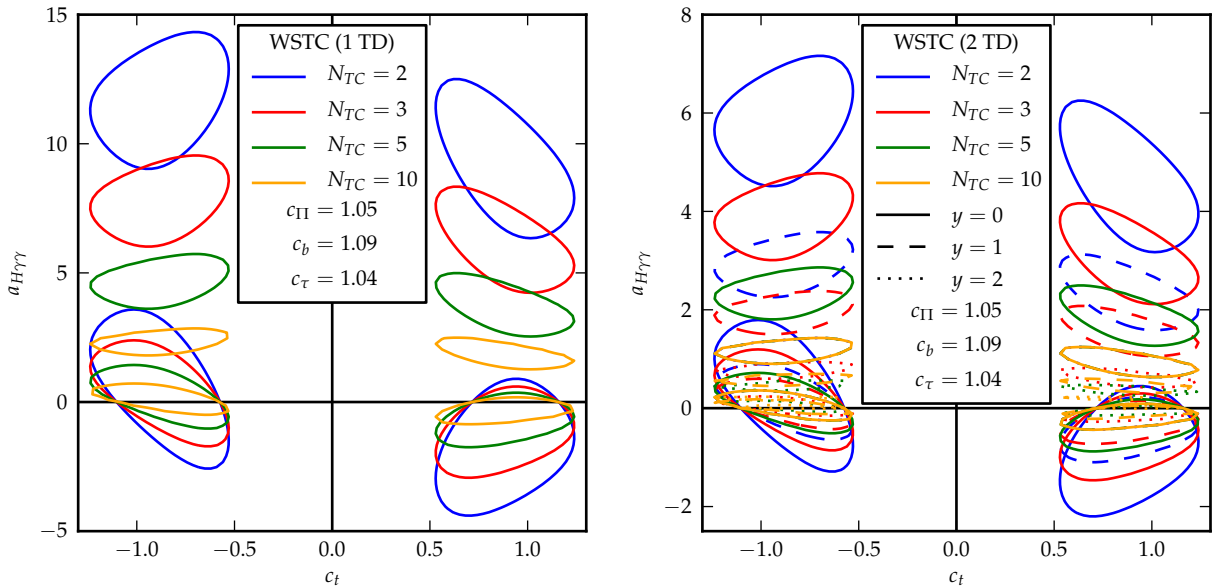 15
10
5
0
−5
a_{Hγγ}
WSTC (1 TD)
N_{TC} = 2
N_{TC} = 3
N_{TC} = 5
N_{TC} = 10
c_Π = 1.05
c_b = 1.09
c_τ = 1.04
−1.0 −0.5 0.0 0.5 1.0
c_t
8
6
4
2
0
−2
a_{Hγγ}
WSTC (2 TD)
N_{TC} = 2
N_{TC} = 3
N_{TC} = 5
N_{TC} = 10
y = 0
y = 1
y = 2
c_Π = 1.05
c_b = 1.09
c_τ = 1.04
−1.0 −0.5 0.0 0.5 1.0
c_t